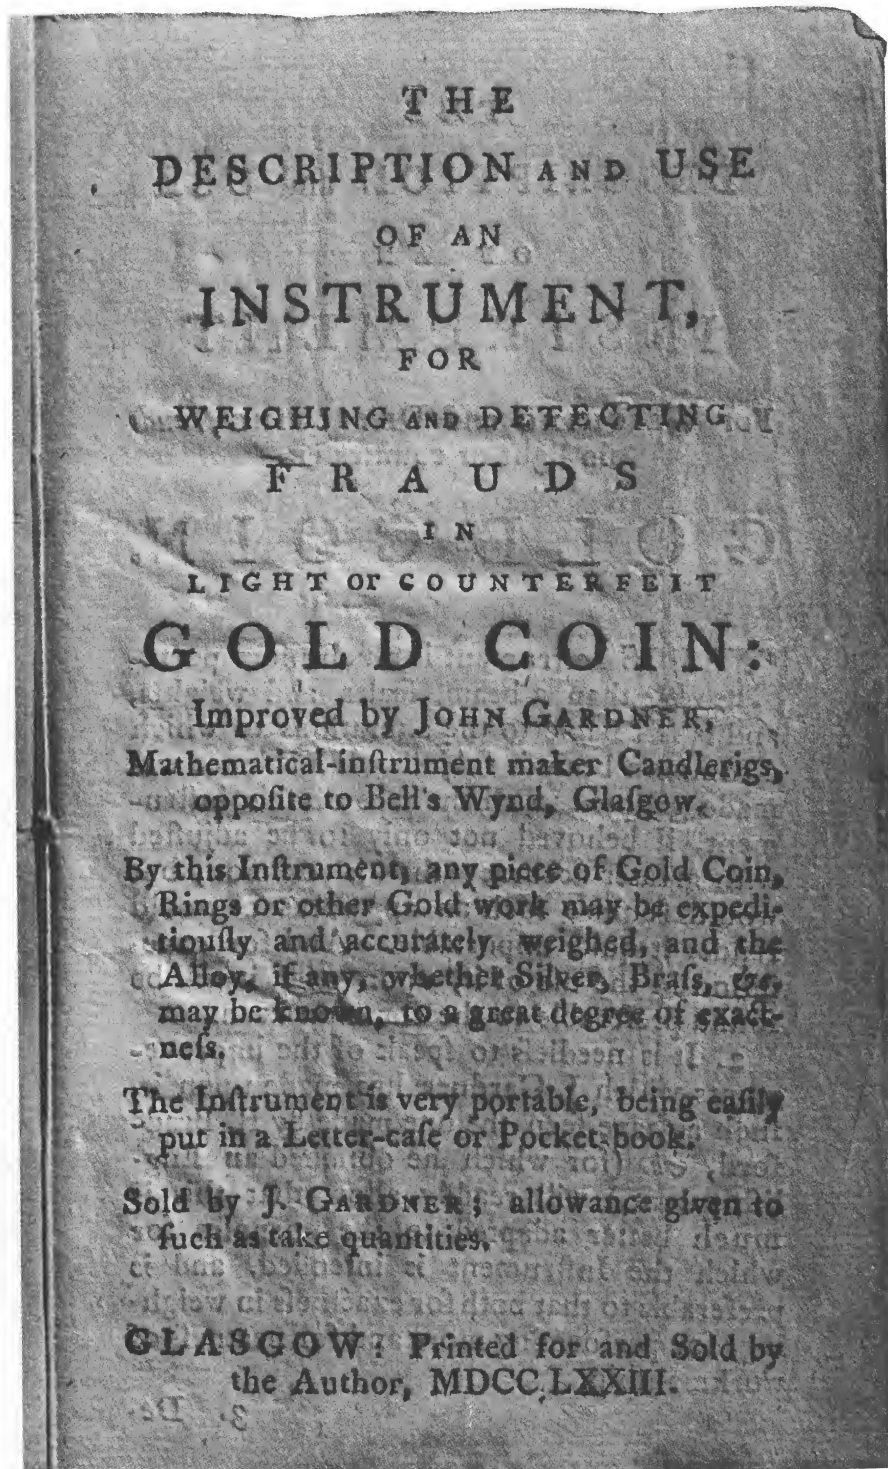 THE
DESCRIPTION AND USE
OF AN
INSTRUMENT,
FOR
WEIGHING AND DETECTING
FRAUDS
IN
LIGHT or COUNTERFEIT
GOLD COIN:
Improved by JOHN GARDNER,
Mathematical-inſtrument maker Candlerigs,
oppoſite to Bell's Wynd, Glaſgow.
By this Inſtrument, any piece of Gold Coin,
Rings or other Gold work may be expedi-
tiouſly and accurately weighed, and the
Alloy, if any, whether Silver, Braſs, &c.
may be known, to a great degree of exact-
neſs.
The Inſtrument is very portable, being eaſily
put in a Letter-caſe or Pocket-book.
Sold by J. GARDNER; allowance given to
ſuch as take quantities.
GLASGOW: Printed for and Sold by
the Author, MDCC,LXXIII.